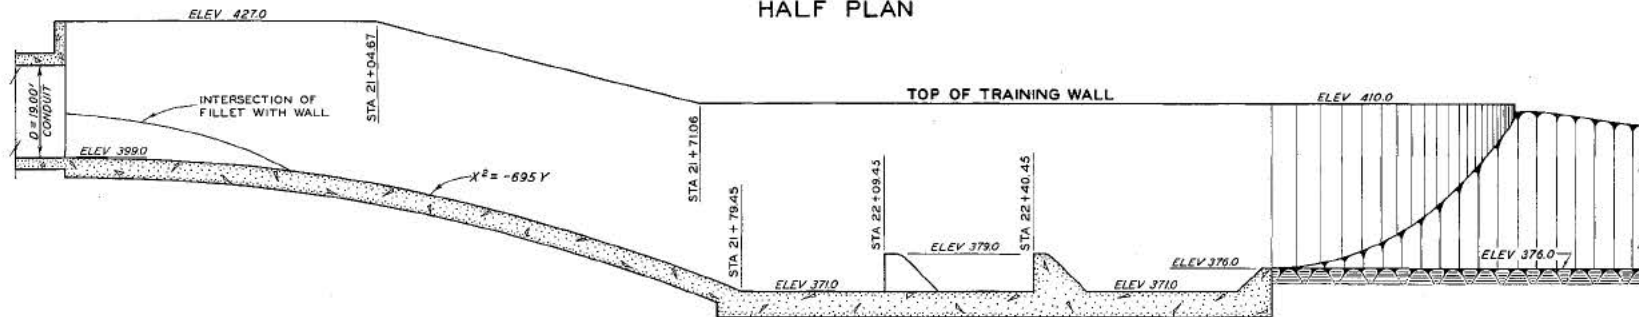 HALF PLAN
ELEV 427.0
STA 21+04.67
D = 19.00'
CONDUIT
INTERSECTION OF
FILLET WITH WALL
ELEV 399.0
X² = -695 Y
TOP OF TRAINING WALL
ELEV 410.0
STA 21+71.06
STA 21+79.45
STA 22+09.45
STA 22+40.45
ELEV 379.0
ELEV 371.0
ELEV 371.0
ELEV 376.0
ELEV 376.0